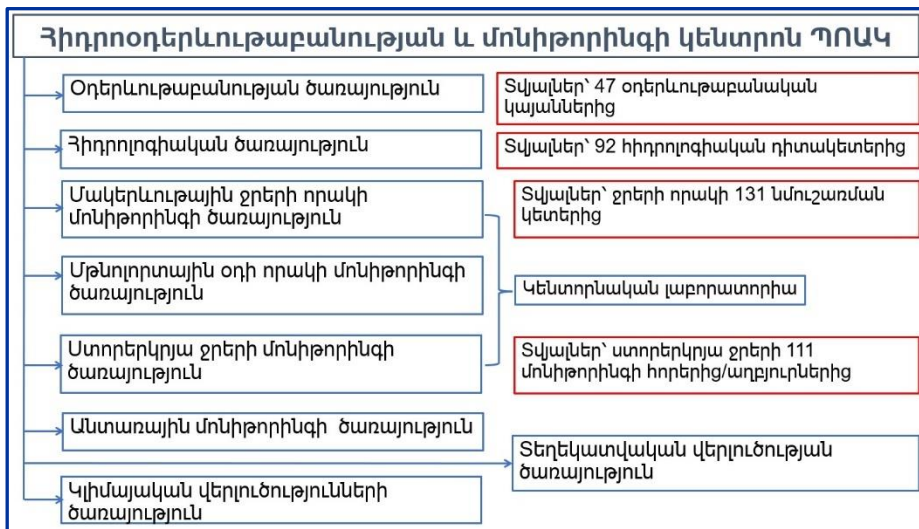 Հիդրոօդերևութաբանության և մոնիթորինգի կենտրոն ՊՈԱԿ
Օդերևութաբանության ծառայություն
Տվյալներ՝ 47 օդերևութաբանական
կայաններից
Հիդրոլոգիական ծառայություն
Տվյալներ՝ 92 հիդրոլոգիական դիտակետերից
Մակերևութային ջրերի որակի
մոնիթորինգի ծառայություն
Տվյալներ՝ ջրերի որակի 131 նմուշառման
կետերից
Մթնոլորտային օդի որակի մոնիթորինգի
ծառայություն
Կենտորնական լաբորատորիա
Ստորերկրյա ջրերի մոնիթորինգի
ծառայություն
Տվյալներ՝ ստորերկրյա ջրերի 111
մոնիթորինգի հորերից/աղբյուրներից
Անտառային մոնիթորինգի ծառայություն
Տեղեկատվական վերլուծության
ծառայություն
Կլիմայական վերլուծությունների
ծառայություն